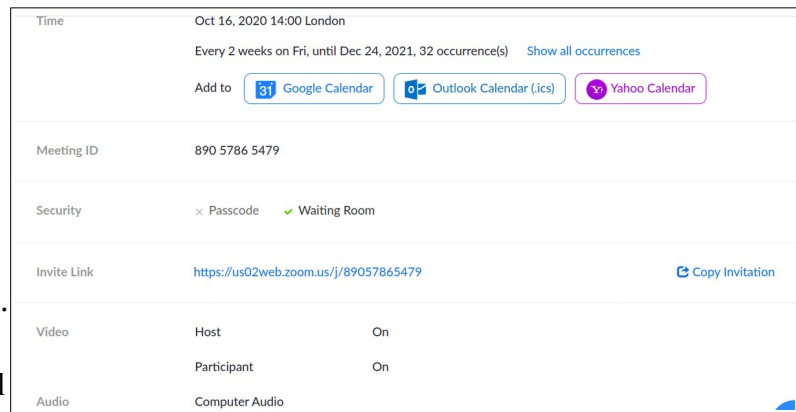 Time Oct 16, 2020 14:00 London
Every 2 weeks on Fri, until Dec 24, 2021, 32 occurrence(s) Show all occurrences
Add to 31 Google Calendar Outlook Calendar (.ics) Yahoo Calendar
Meeting ID 890 5786 5479
Security × Passcode ✓ Waiting Room
Invite Link https://us02web.zoom.us/j/89057865479 Copy Invitation
.
Video Host On
Participant On
Audio Computer Audio